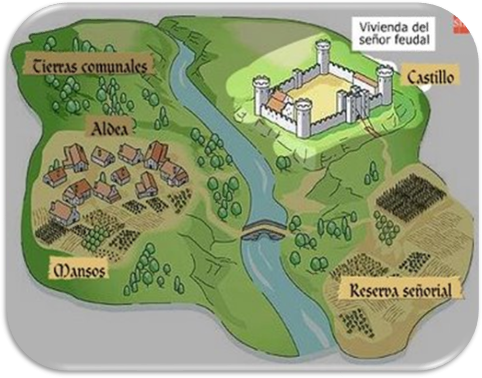 Vivienda del
señor feudal
Tierras comunales
Castillo
Aldea
Mansos
Reserva señorial